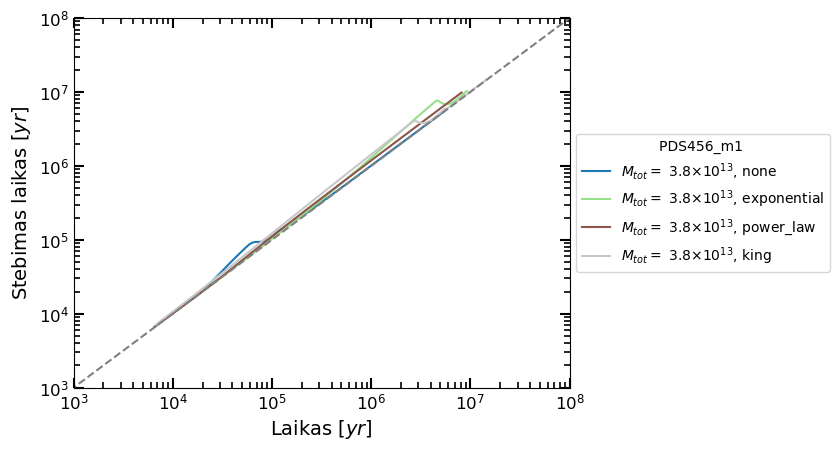 10^8
10^7
10^6
10^5
10^4
10^3
Stebimas laikas [yr]
10^3 10^4 10^5 10^6 10^7 10^8
Laikas [yr]
PDS456_m1
M_tot = 3.8×10^13, none
M_tot = 3.8×10^13, exponential
M_tot = 3.8×10^13, power_law
M_tot = 3.8×10^13, king